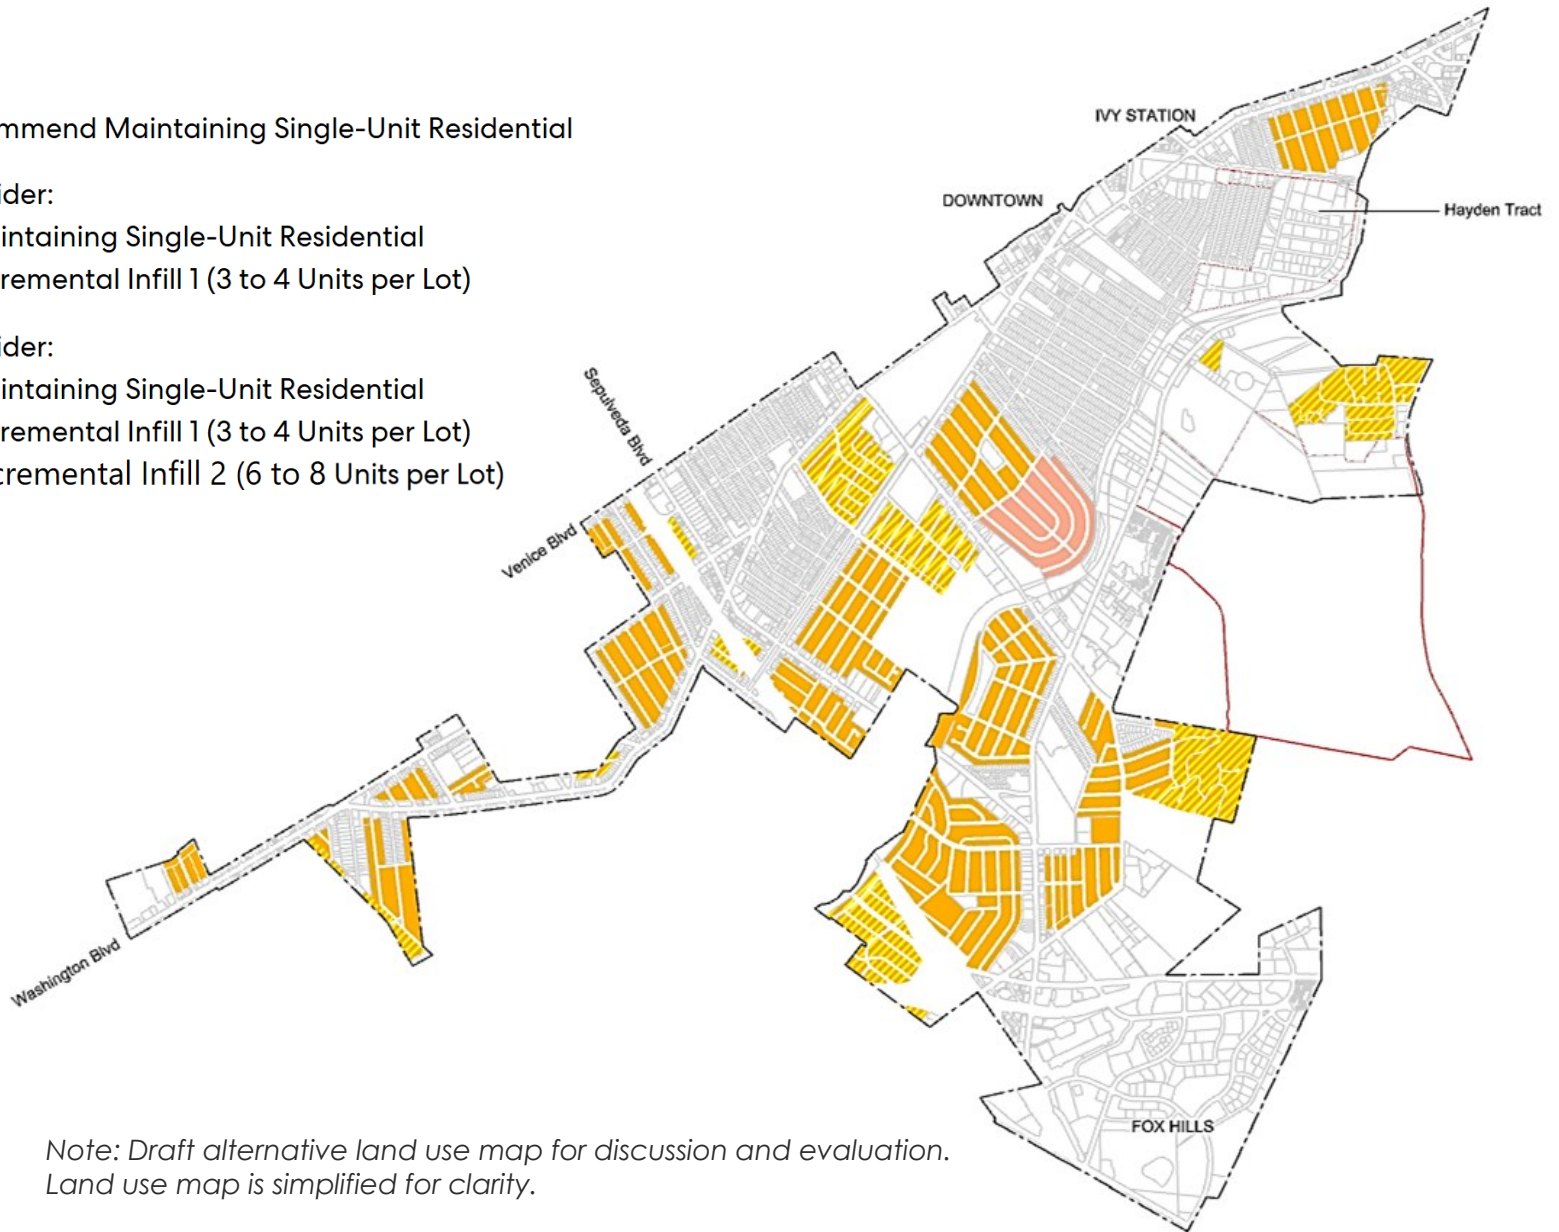 mmend Maintaining Single-Unit Residential
ider:
intaining Single-Unit Residential
remental Infill 1 (3 to 4 Units per Lot)
ider:
intaining Single-Unit Residential
remental Infill 1 (3 to 4 Units per Lot)
cremental Infill 2 (6 to 8 Units per Lot)
IVY STATION
DOWNTOWN
Hayden Tract
Sepulveda Blvd
Venice Blvd
Washington Blvd
FOX HILLS
Note: Draft alternative land use map for discussion and evaluation.
Land use map is simplified for clarity.